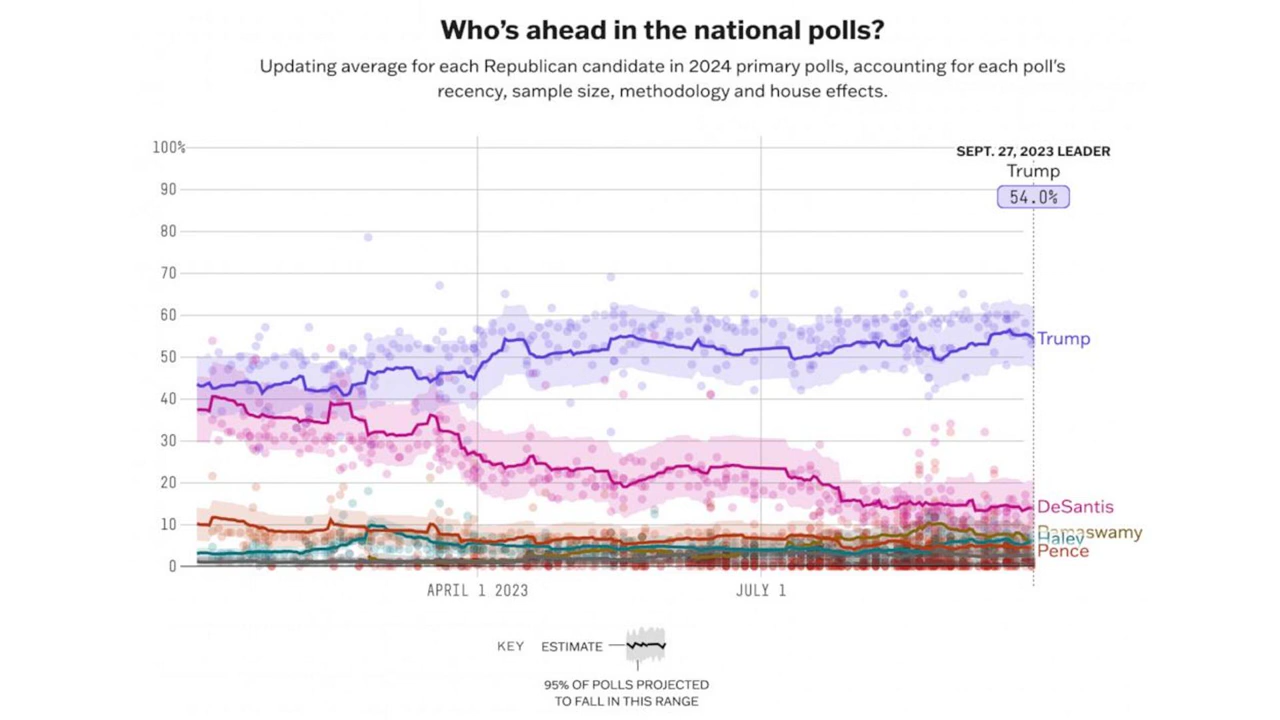 Who's ahead in the national polls?
Updating average for each Republican candidate in 2024 primary polls, accounting for each poll's
recency, sample size, methodology and house effects.
SEPT. 27, 2023 LEADER
Trump
54.0%
100%
90
80
70
60
50
40
30
20
10
0
Trump
DeSantis
Ramaswamy
Haley
Pence
APRIL 1 2023
JULY 1
KEY
ESTIMATE
95% OF POLLS PROJECTED
TO FALL IN THIS RANGE